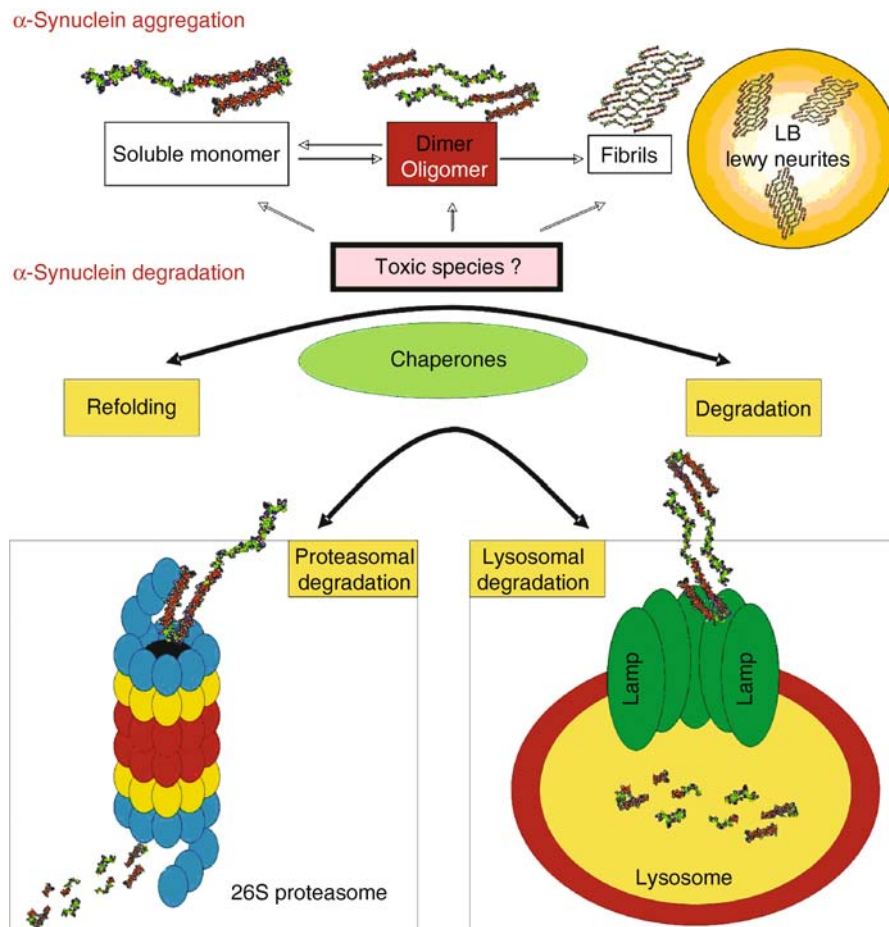 α-Synuclein aggregation
Soluble monomer
Dimer
Oligomer
Fibrils
LB
lewy neurites
Toxic species ?
α-Synuclein degradation
Chaperones
Refolding
Degradation
Proteasomal
degradation
Lysosomal
degradation
Lamp
Lamp
26S proteasome
Lysosome